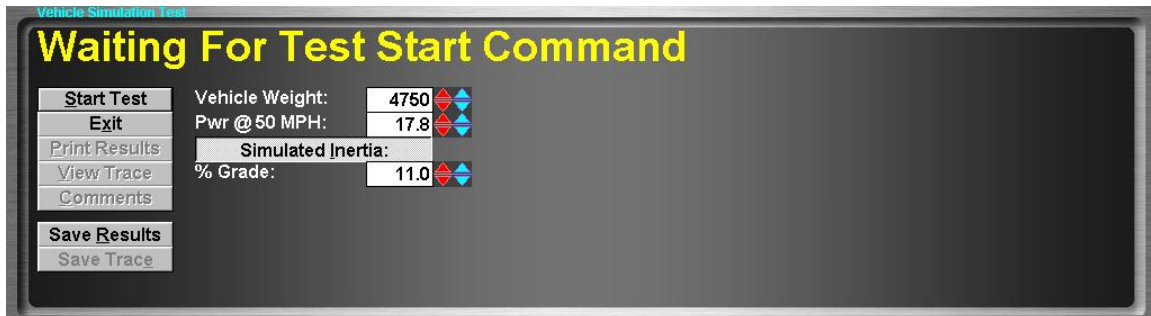 Vehicle Simulation Test
Waiting For Test Start Command
Start Test
Exit
Print Results
View Trace
Comments
Save Results
Save Trace
Vehicle Weight: 4750
Pwr @ 50 MPH: 17.8
Simulated Inertia:
% Grade: 11.0